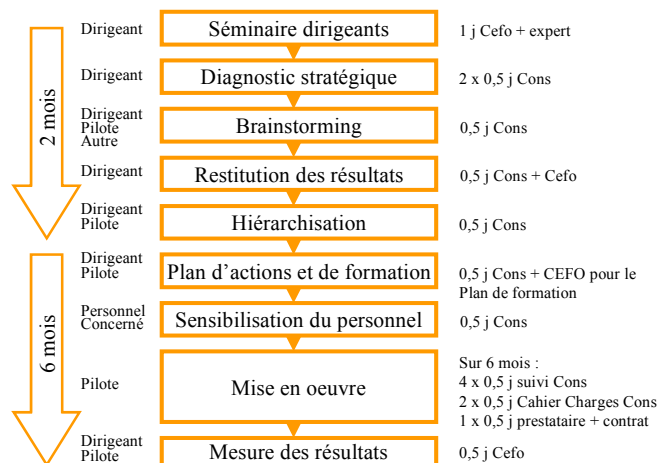 Dirigeant
Séminaire dirigeants
1 j Cefo + expert
Dirigeant
Diagnostic stratégique
2 x 0,5 j Cons
Dirigeant
Pilote
Autre
Brainstorming
0,5 j Cons
2 mois
Dirigeant
Restitution des résultats
0,5 j Cons + Cefo
Dirigeant
Pilote
Hiérarchisation
0,5 j Cons
Dirigeant
Pilote
Plan d’actions et de formation
0,5 j Cons + CEFO pour le
Plan de formation
Personnel
Concerné
Sensibilisation du personnel
0,5 j Cons
6 mois
Pilote
Mise en oeuvre
Sur 6 mois :
4 x 0,5 j suivi Cons
2 x 0,5 j Cahier Charges Cons
1 x 0,5 j prestataire + contrat
Dirigeant
Pilote
Mesure des résultats
0,5 j Cefo